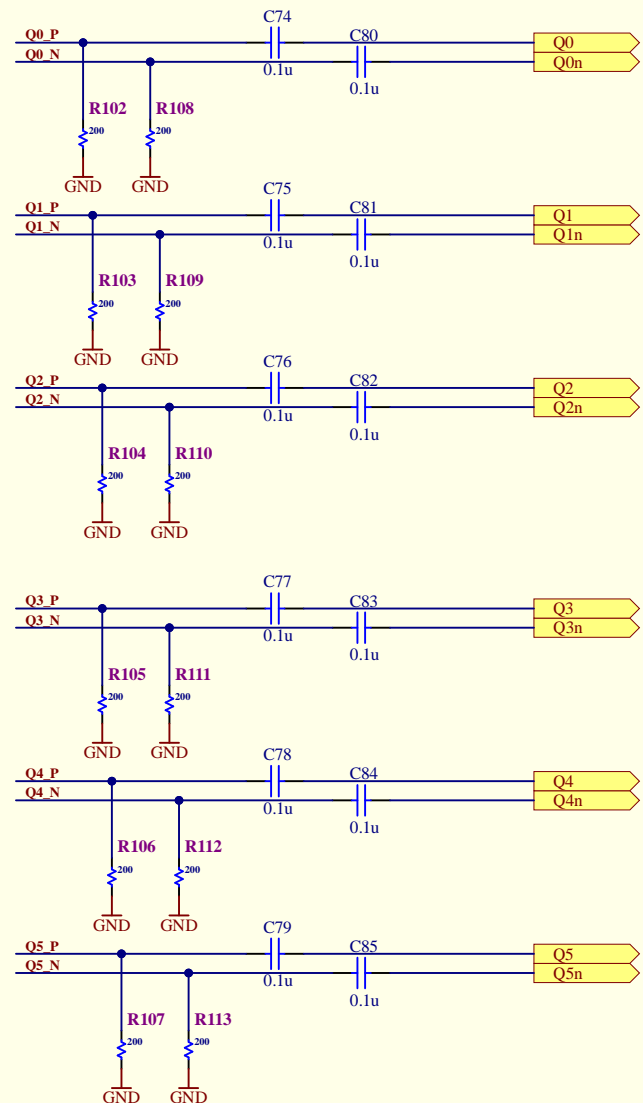 C74
Q0_P
C80
Q0
Q0_N
Q0n
0.1u
0.1u
R102
R108
200
200
GND
GND
C75
Q1_P
C81
Q1
Q1_N
Q1n
0.1u
0.1u
R103
R109
200
200
GND
GND
C76
Q2_P
C82
Q2
Q2_N
Q2n
0.1u
0.1u
R104
R110
200
200
GND
GND
C77
Q3_P
C83
Q3
Q3_N
Q3n
0.1u
0.1u
R105
R111
200
200
GND
GND
C78
Q4_P
C84
Q4
Q4_N
Q4n
0.1u
0.1u
R106
R112
200
200
GND
GND
C79
Q5_P
C85
Q5
Q5_N
Q5n
0.1u
0.1u
R107
R113
200
200
GND
GND